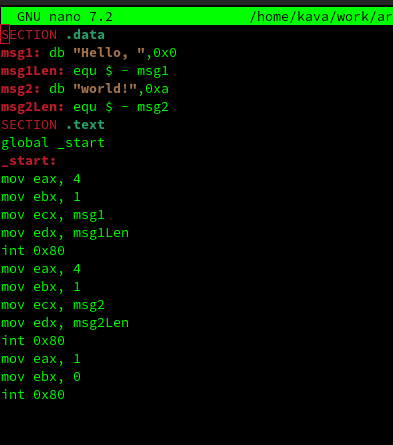 GNU nano 7.2 /home/kava/work/ar
SECTION .data
msg1: db "Hello, ",0x0
msg1Len: equ $ - msg1
msg2: db "world!",0xa
msg2Len: equ $ - msg2
SECTION .text
global _start
_start:
mov eax, 4
mov ebx, 1
mov ecx, msg1
mov edx, msg1Len
int 0x80
mov eax, 4
mov ebx, 1
mov ecx, msg2
mov edx, msg2Len
int 0x80
mov eax, 1
mov ebx, 0
int 0x80